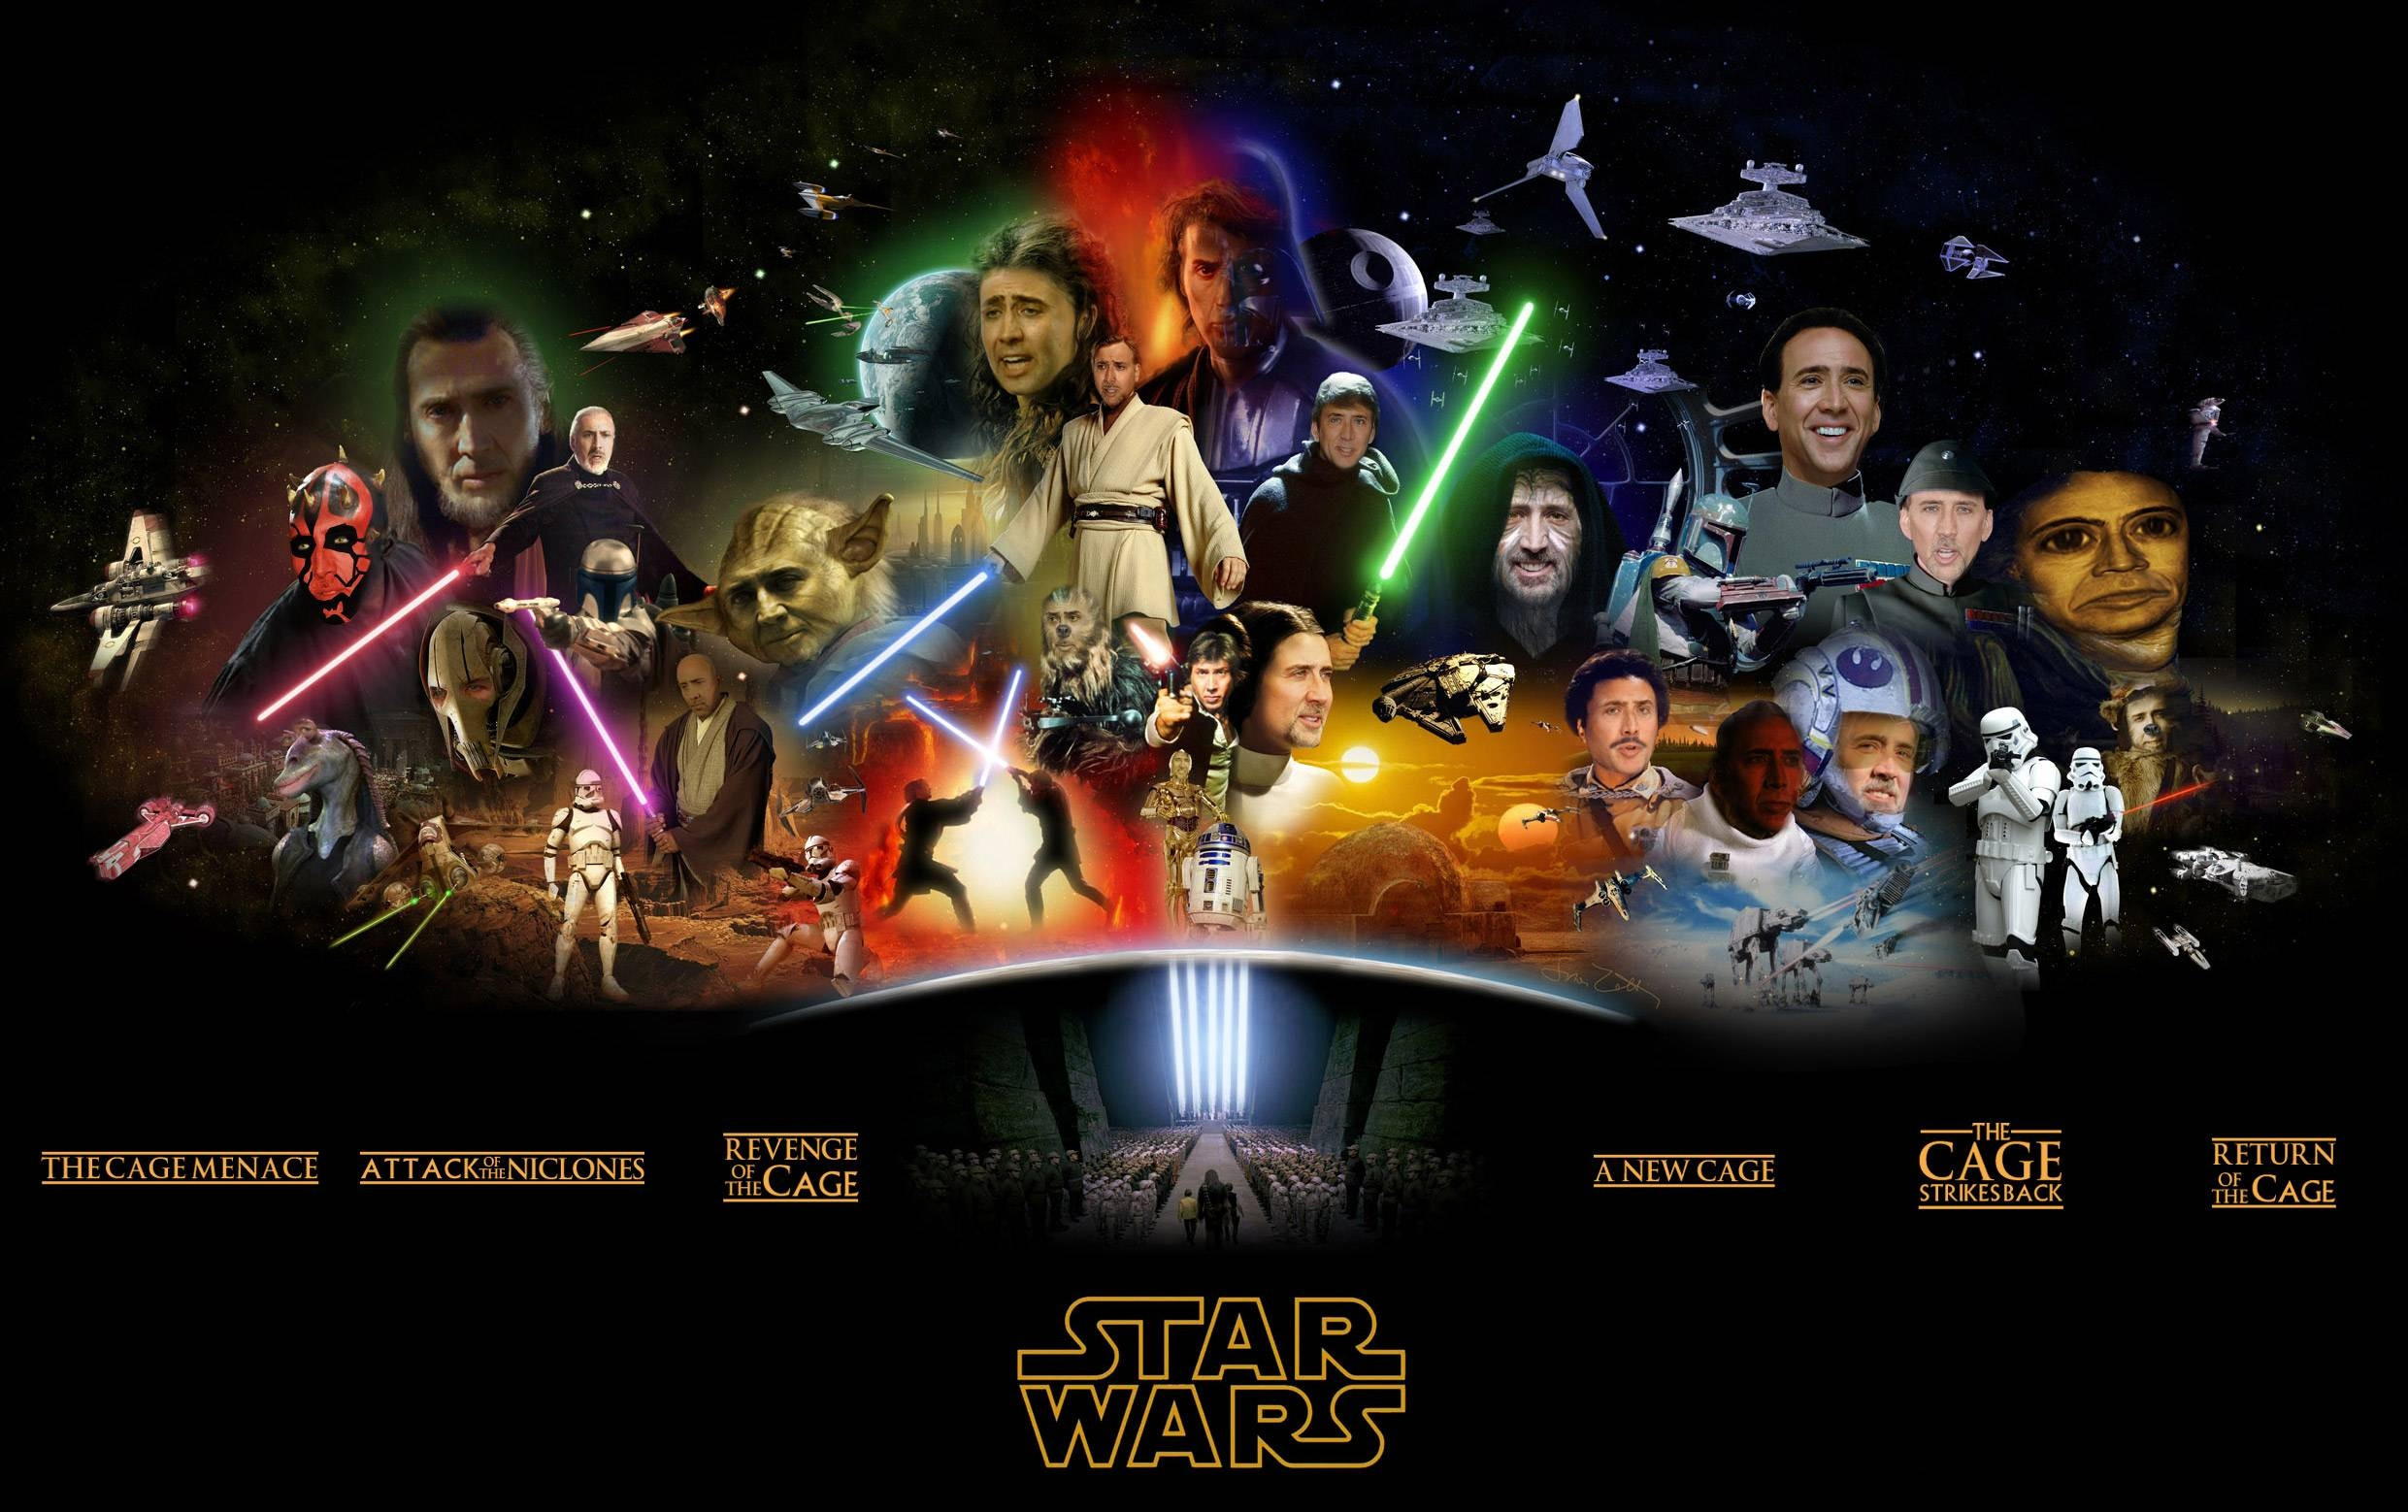 THE CAGE MENACE
ATTACK OF THE NICLONES
REVENGE
OF
THE CAGE
A NEW CAGE
THE
CAGE
STRIKES BACK
RETURN
OF
THE CAGE
STAR
WARS